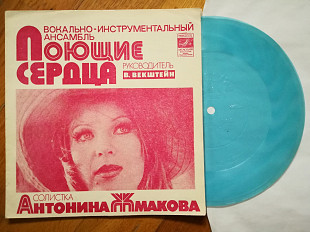 ВОКАЛЬНО-ИНСТРУМЕНТАЛЬНЫЙ
АНСАМБЛЬ
ПОЮЩИЕ
СЕРДЦА
РУКОВОДИТЕЛЬ
В. ВЕКШТЕЙН
СОЛИСТКА
АНТОНИНА ЖМАКОВА